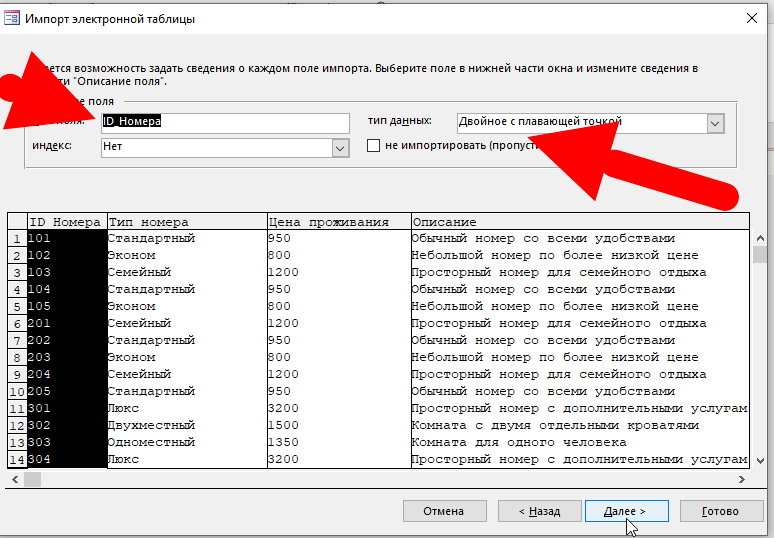 Импорт электронной таблицы
возможность задать сведения о каждом поле импорта. Выберите поле в нижней части окна и измените сведения в
"Описание поля".
поля
ID_Номера
тип данных:
Двойное с плавающей точкой
индекс:
Нет
не импортировать
ID Номера Тип номера Цена проживания Описание
1 101 Стандартный 950 Обычный номер со всеми удобствами
2 102 Эконом 800 Небольшой номер по более низкой цене
3 103 Семейный 1200 Просторный номер для семейного отдыха
4 104 Стандартный 950 Обычный номер со всеми удобствами
5 105 Эконом 800 Небольшой номер по более низкой цене
6 201 Семейный 1200 Просторный номер для семейного отдыха
7 202 Стандартный 950 Обычный номер со всеми удобствами
8 203 Эконом 800 Небольшой номер по более низкой цене
9 204 Семейный 1200 Просторный номер для семейного отдыха
10 205 Стандартный 950 Обычный номер со всеми удобствами
11 301 Люкс 3200 Просторный номер с дополнительными услугам
12 302 Двухместный 1500 Комната с двумя отдельными кроватями
13 303 Одноместный 1350 Комната для одного человека
14 304 Люкс 3200 Просторный номер с дополнительными услугам
Отмена
< Назад
Далее >
Готово